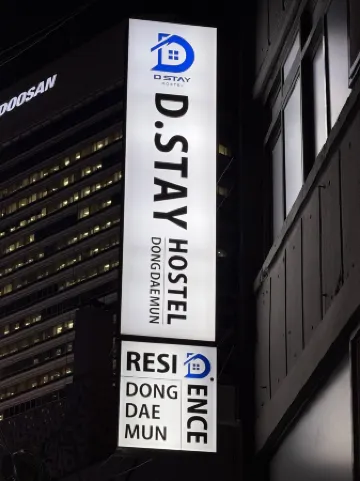 DOOSAN
D.STAY
HOSTEL
D.STAY
HOSTEL
DONGDAEMUN
RESI D ENCE
DONG
DAE
MUN